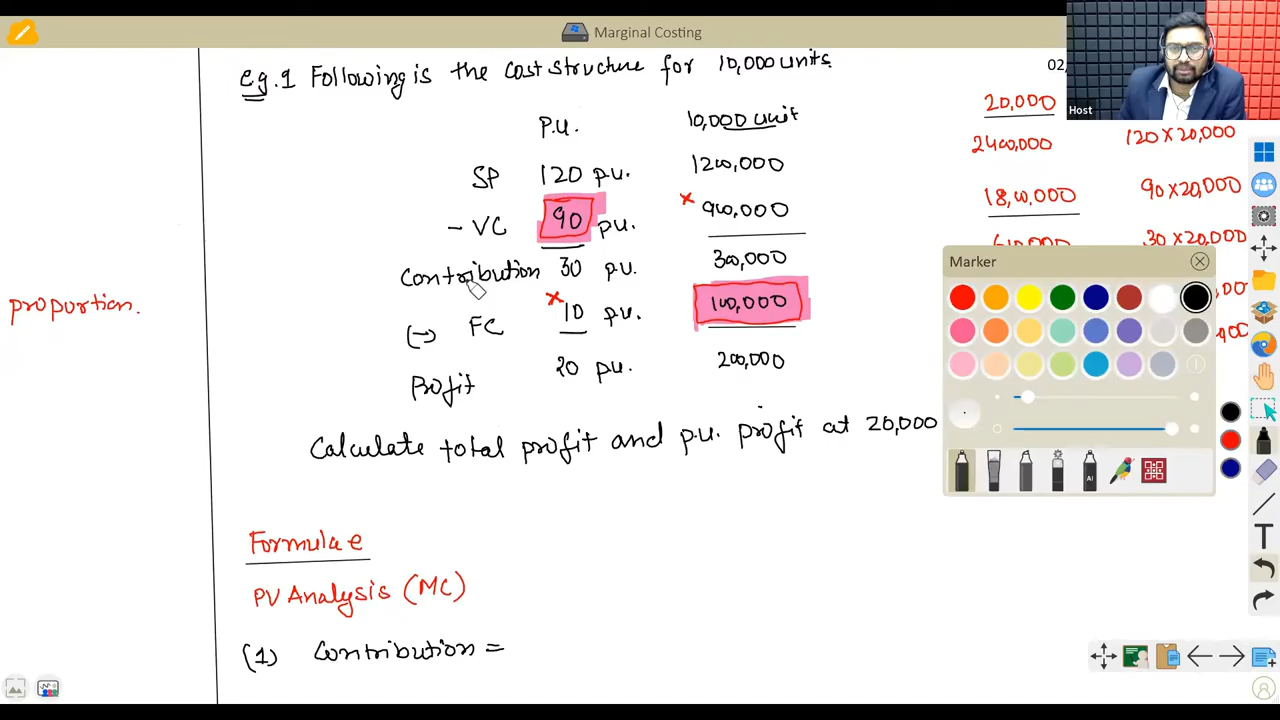 Marginal Costing
e.g.1 Following is the cost structure for 10,000 units.
02/
Host
p.u. 10,000 unit 20,000
SP 120 p.u. 1200,000 2400,000 120 x 20,000
- VC 90 p.u. x 900,000 18,00,000 90 x 20,000
Contribution 30 p.u. 300,000 30 x 20,000
(-) FC x 10 p.u. 100,000
Profit 20 p.u. 200,000
proportion.
Marker
Calculate total profit and p.u. profit at 20,000
Formulae
PV Analysis (MC)
(1) Contribution =